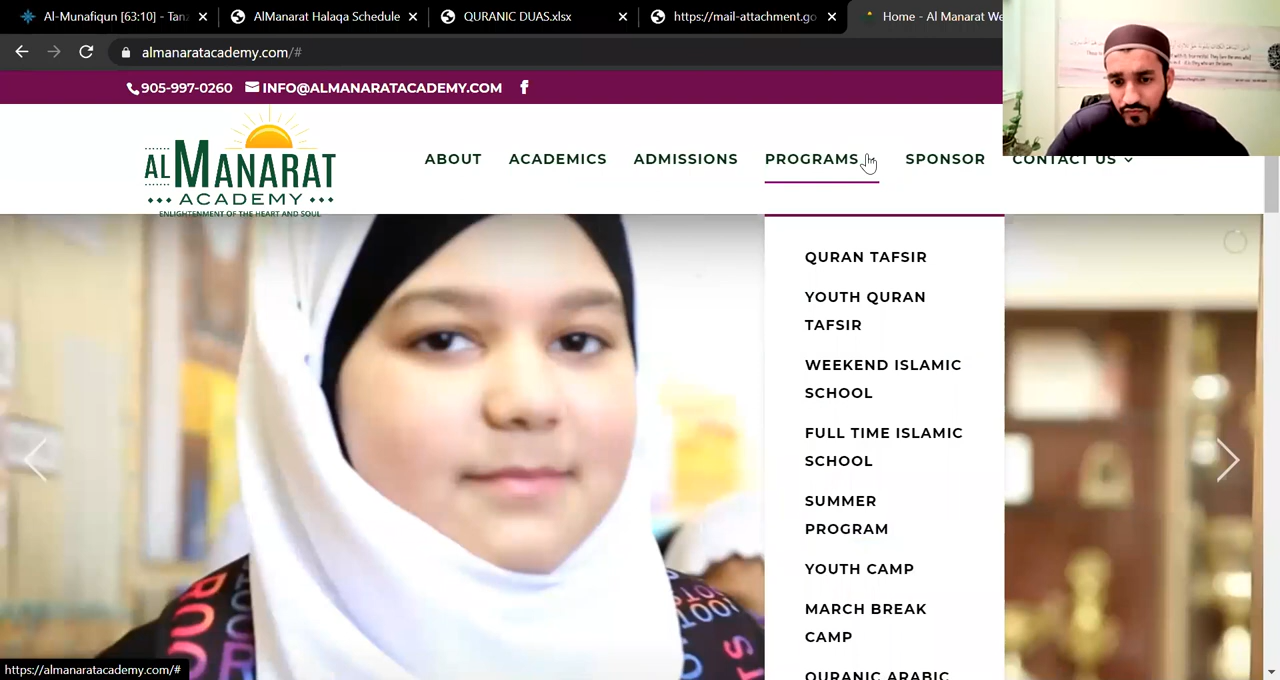 Al-Munafiqun [63:10] - Tan
AlManarat Halaqa Schedule
QURANIC DUAS.xlsx
https://mail-attachment.go
Home - Al Manarat We
almanaratacademy.com/#
905-997-0260 INFO@ALMANARATACADEMY.COM
ALMANARAT
ACADEMY
ENLIGHTENMENT OF THE HEART AND SOUL
ABOUT ACADEMICS ADMISSIONS PROGRAMS SPONSOR CONTACT US
QURAN TAFSIR
YOUTH QURAN
TAFSIR
WEEKEND ISLAMIC
SCHOOL
FULL TIME ISLAMIC
SCHOOL
SUMMER
PROGRAM
YOUTH CAMP
MARCH BREAK
CAMP
QURANIC ARABIC
https://almanaratacademy.com/#